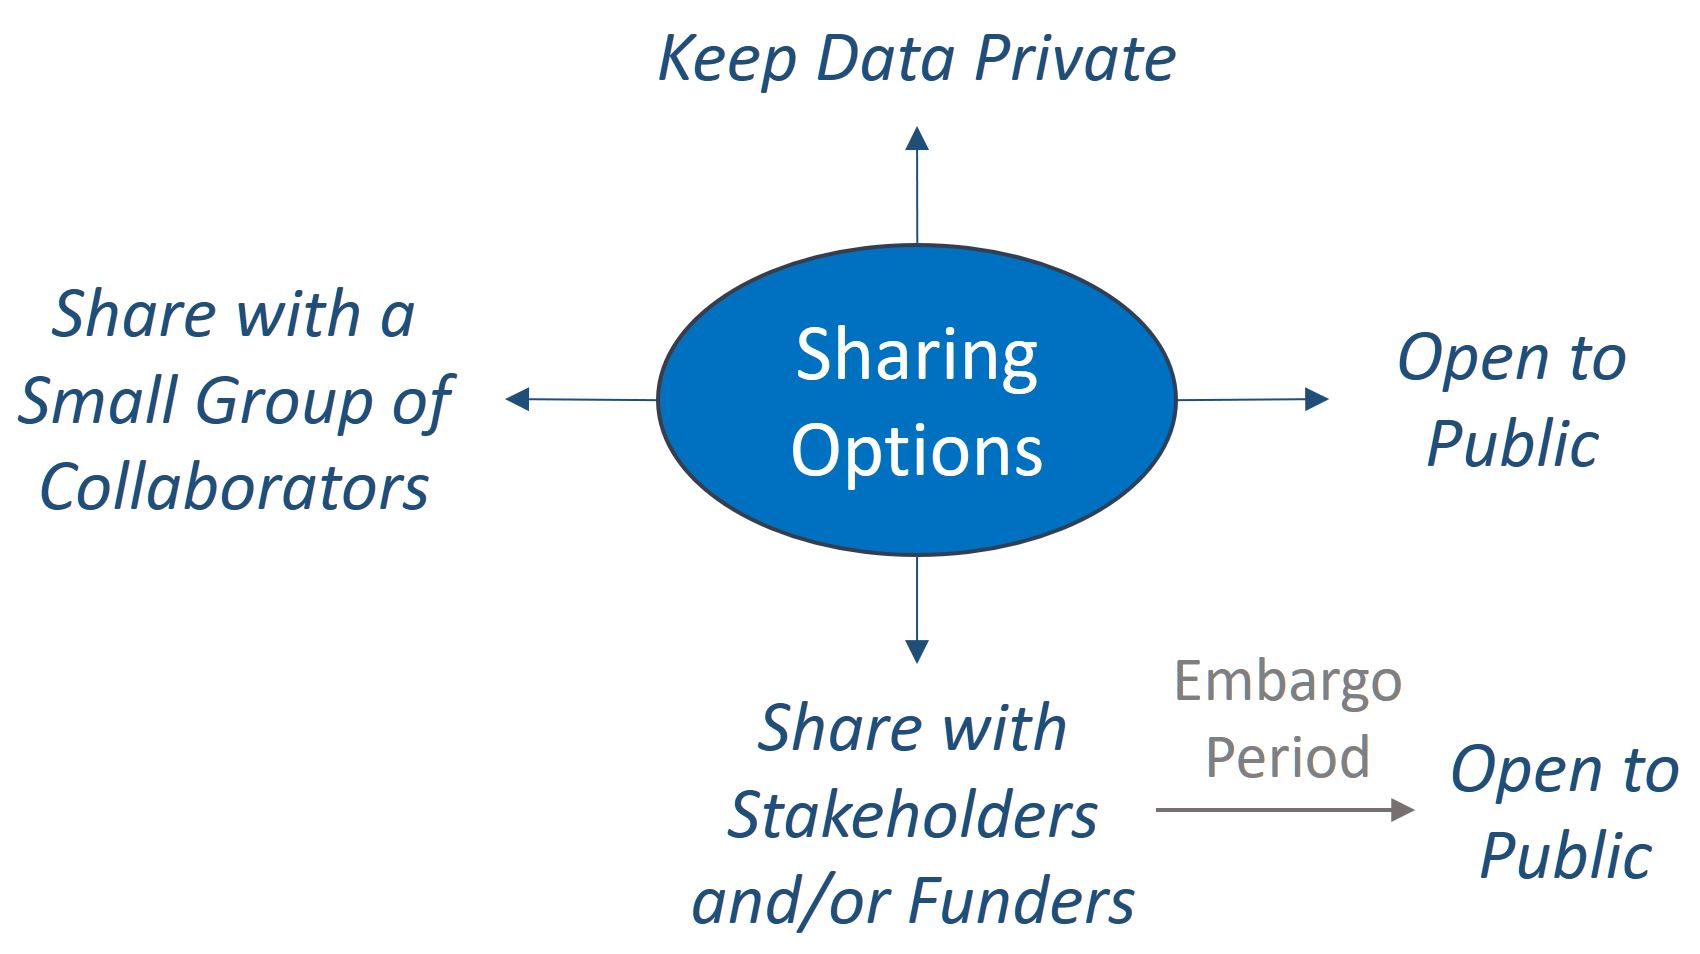 Keep Data Private
Share with a
Small Group of
Collaborators
Sharing
Options
Open to
Public
Share with
Stakeholders
and/or Funders
Embargo
Period
Open to
Public